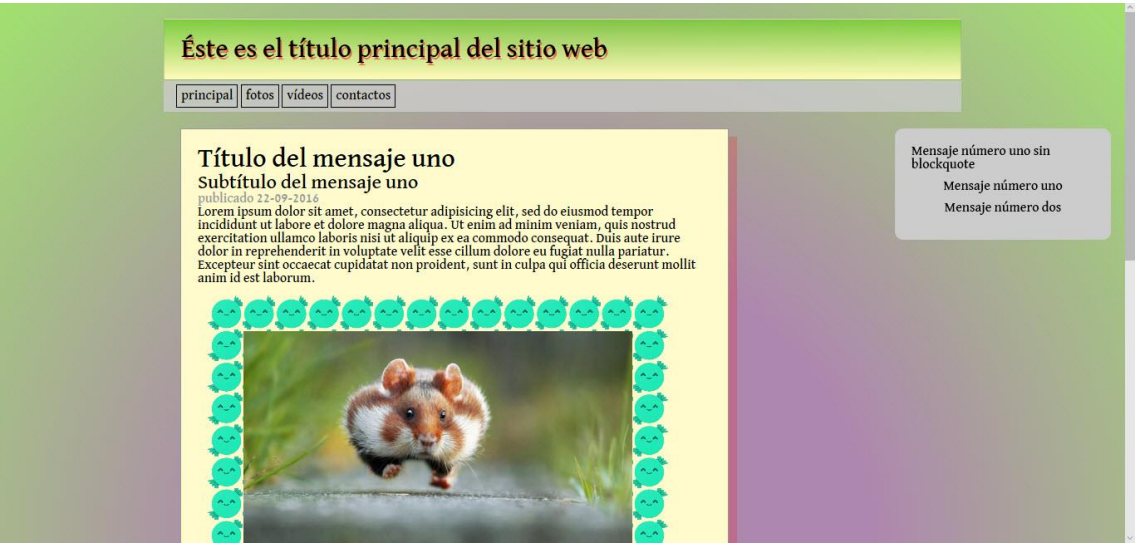 Éste es el título principal del sitio web
principal fotos vídeos contactos
Título del mensaje uno
Subtítulo del mensaje uno
publicado 22-09-2016
Lorem ipsum dolor sit amet, consectetur adipisicing elit, sed do eiusmod tempor
incididunt ut labore et dolore magna aliqua. Ut enim ad minim veniam, quis nostrud
exercitation ullamco laboris nisi ut aliquip ex ea commodo consequat. Duis aute irure
dolor in reprehenderit in voluptate velit esse cillum dolore eu fugiat nulla pariatur.
Excepteur sint occaecat cupidatat non proident, sunt in culpa qui officia deserunt mollit
anim id est laborum.
Mensaje número uno sin
blockquote
Mensaje número uno
Mensaje número dos